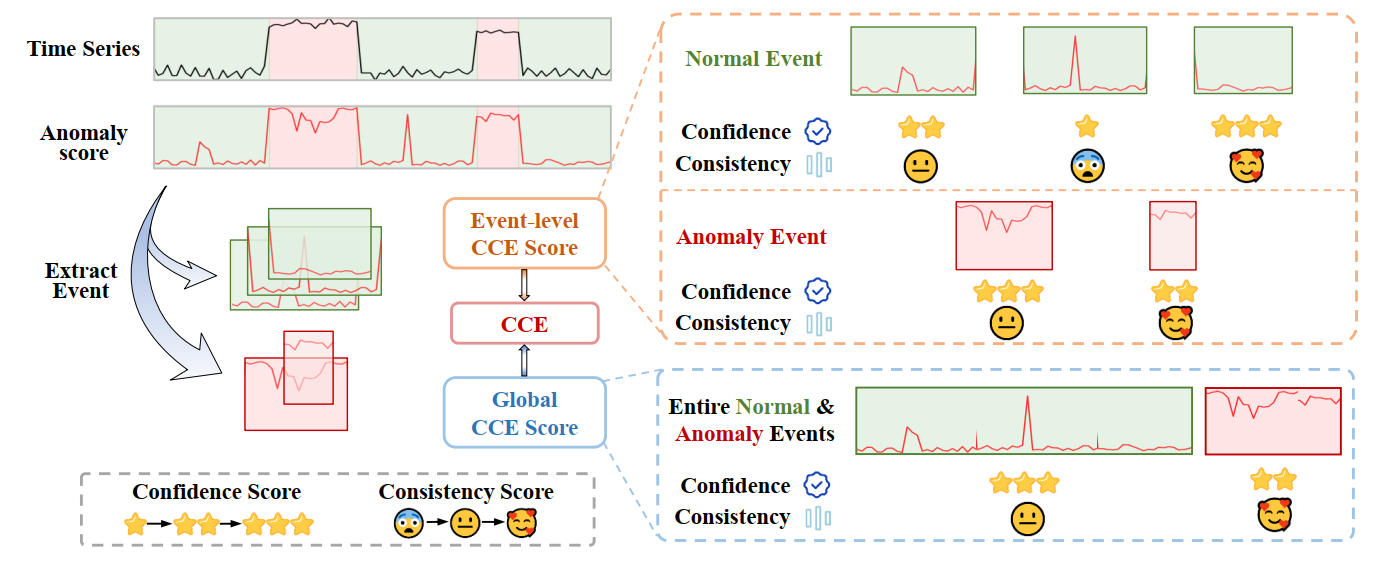 Time Series
Anomaly
score
Extract
Event
Event-level
CCE Score
CCE
Global
CCE Score
Confidence Score
Consistency Score
Normal Event
Confidence
Consistency
Anomaly Event
Confidence
Consistency
Entire Normal &
Anomaly Events
Confidence
Consistency